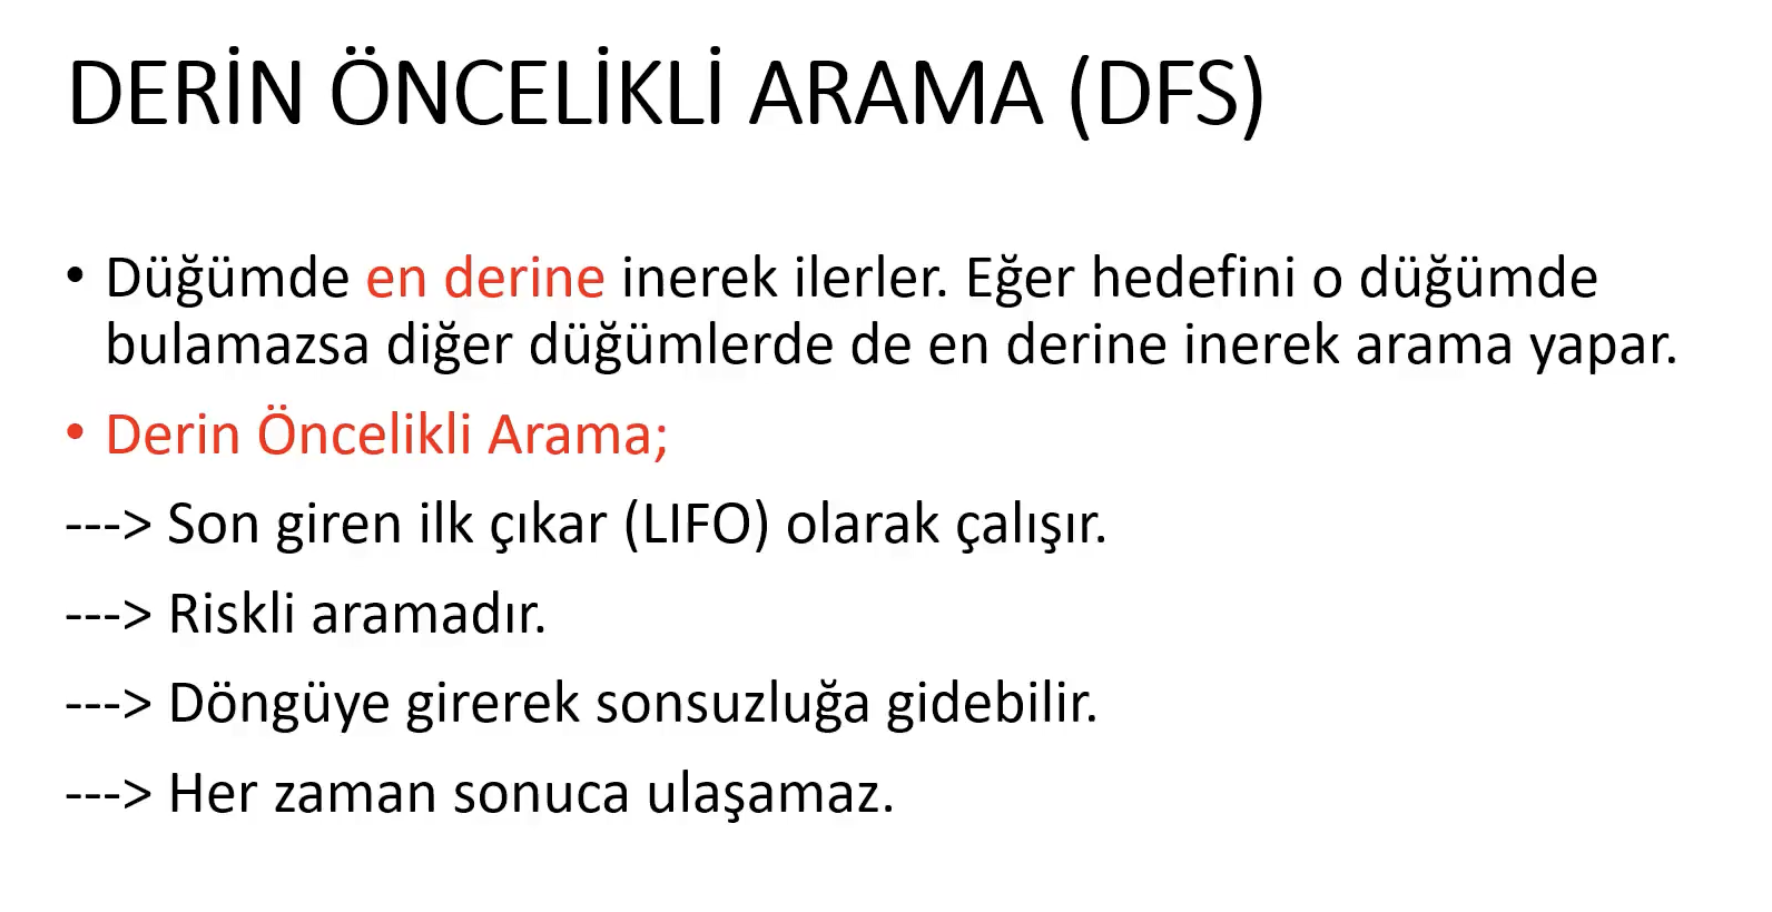 DERİN ÖNCELİKLİ ARAMA (DFS)
• Düğümde en derine inerek ilerler. Eğer hedefini o düğümde
bulamazsa diğer düğümlerde de en derine inerek arama yapar.
• Derin Öncelikli Arama;
---> Son giren ilk çıkar (LIFO) olarak çalışır.
---> Riskli aramadır.
---> Döngüye girerek sonsuzluğa gidebilir.
---> Her zaman sonuca ulaşamaz.